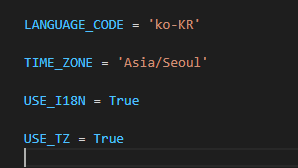 LANGUAGE_CODE = 'ko-KR'
TIME_ZONE = 'Asia/Seoul'
USE_I18N = True
USE_TZ = True